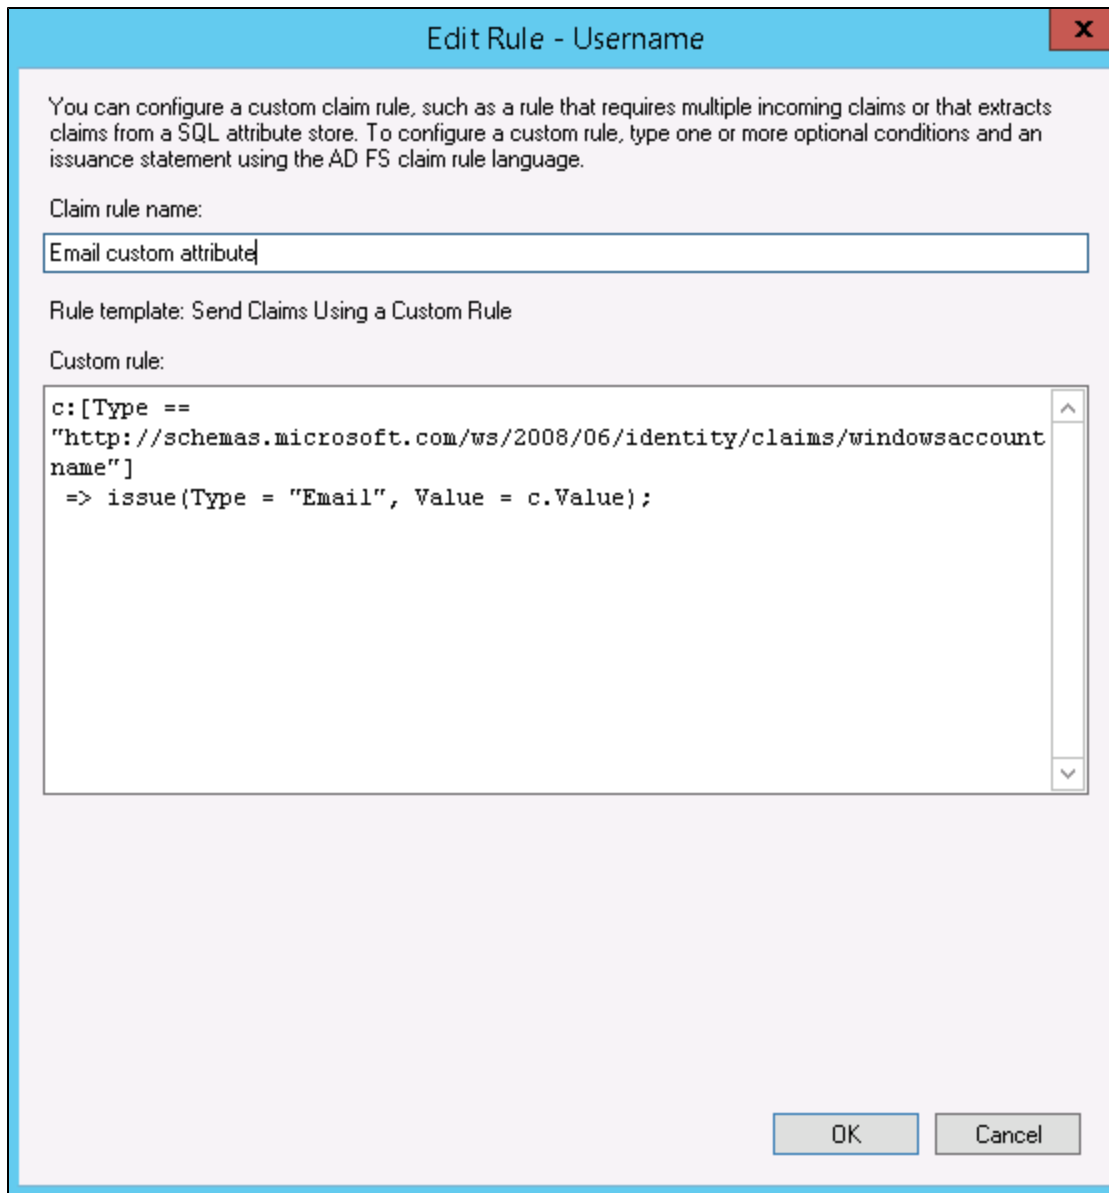 Edit Rule - Username
x
You can configure a custom claim rule, such as a rule that requires multiple incoming claims or that extracts
claims from a SQL attribute store. To configure a custom rule, type one or more optional conditions and an
issuance statement using the AD FS claim rule language.
Claim rule name:
Email custom attribute
Rule template: Send Claims Using a Custom Rule
Custom rule:
c:[Type ==
"http://schemas.microsoft.com/ws/2008/06/identity/claims/windowsaccount
name"]
=> issue(Type = "Email", Value = c.Value);
OK
Cancel